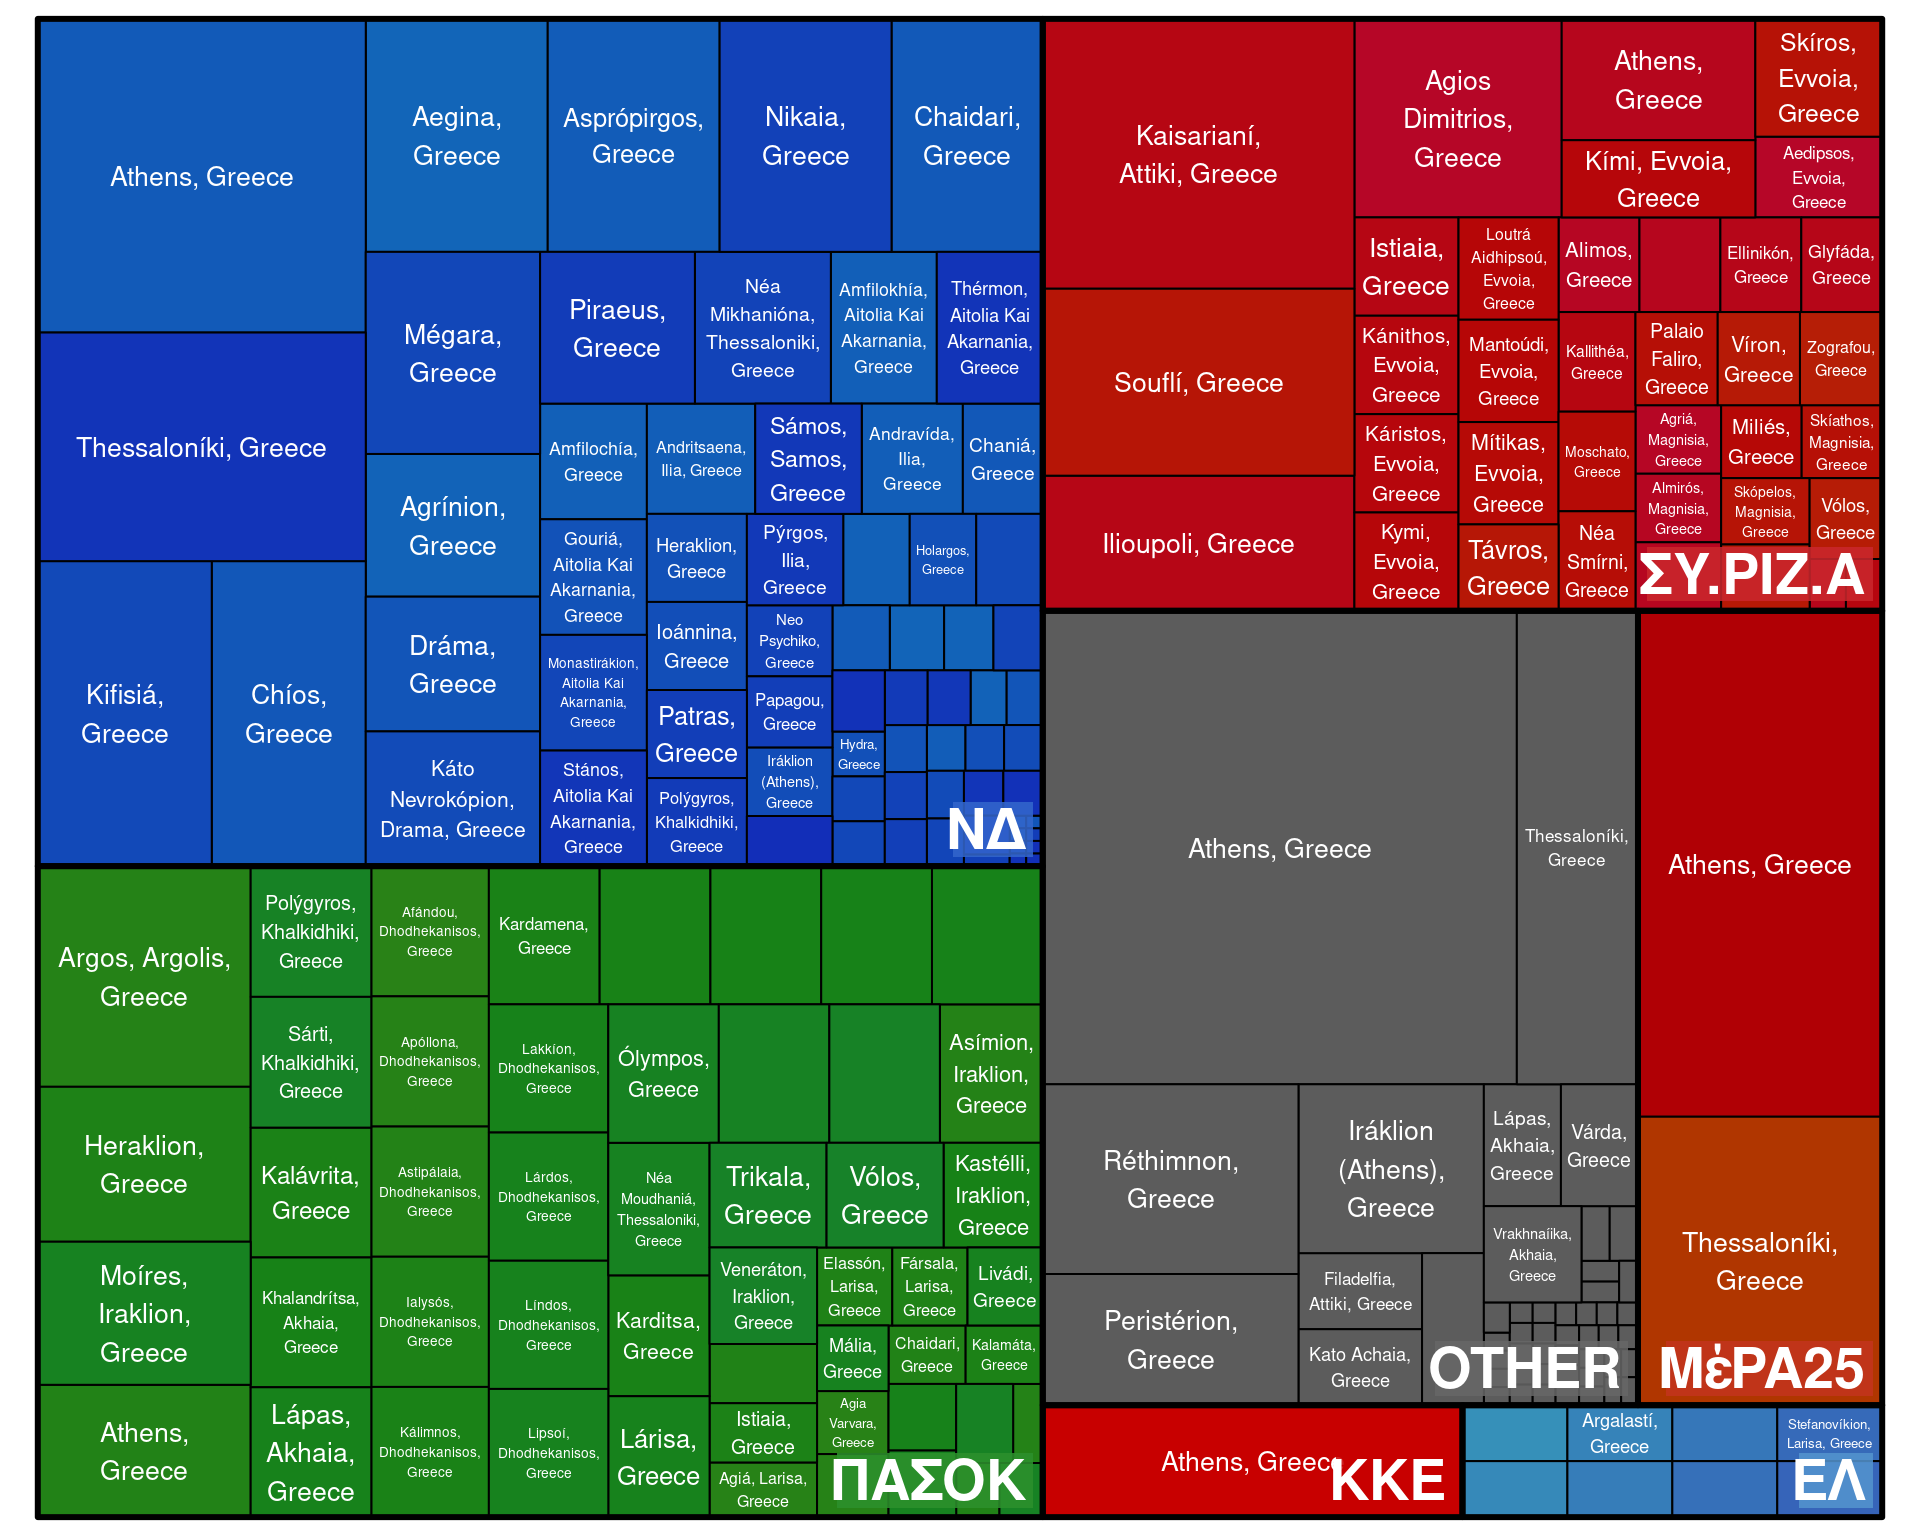 Athens, Greece
Thessaloníki, Greece
Kifisiá,
Greece
Chíos,
Greece
Aegina,
Greece
Asprópirgos,
Greece
Nikaia,
Greece
Chaidari,
Greece
Mégara,
Greece
Agrínion,
Greece
Dráma,
Greece
Káto
Nevrokópion,
Drama, Greece
Piraeus,
Greece
Néa
Mikhanióna,
Thessaloniki,
Greece
Amfilokhía,
Aitolia Kai
Akarnania,
Greece
Thérmon,
Aitolia Kai
Akarnania,
Greece
Amfilochía,
Greece
Gouriá,
Aitolia Kai
Akarnania,
Greece
Monastirákion,
Aitolia Kai
Akarnania,
Greece
Stános,
Aitolia Kai
Akarnania,
Greece
Andritsaena,
Ilia, Greece
Sámos,
Samos,
Greece
Andravída,
Ilia,
Greece
Chaniá,
Greece
Heraklion,
Greece
Ioánnina,
Greece
Patras,
Greece
Polýgyros,
Khalkidhiki,
Greece
Pýrgos,
Ilia,
Greece
Holargos,
Greece
Neo
Psychiko,
Greece
Papagou,
Greece
Iráklion
(Athens),
Greece
Hydra,
Greece
ΝΔ
Kaisarianí,
Attiki, Greece
Souflí, Greece
Ilioupoli, Greece
Agios
Dimitrios,
Greece
Athens,
Greece
Skíros,
Evvoia,
Greece
Kími, Evvoia,
Greece
Aedipsos,
Evvoia,
Greece
Istiaia,
Greece
Loutrá
Aidhipsoú,
Evvoia,
Greece
Alimos,
Greece
Ellinikón,
Greece
Glyfáda,
Greece
Kánithos,
Evvoia,
Greece
Mantoúdi,
Evvoia,
Greece
Kallithéa,
Greece
Palaio
Faliro,
Greece
Víron,
Greece
Zografou,
Greece
Káristos,
Evvoia,
Greece
Mítikas,
Evvoia,
Greece
Moschato,
Greece
Agriá,
Magnisia,
Greece
Miliés,
Greece
Skíathos,
Magnisia,
Greece
Almirós,
Magnisia,
Greece
Skópelos,
Magnisia,
Greece
Vólos,
Greece
Kymi,
Evvoia,
Greece
Távros,
Greece
Néa
Smírni,
Greece
ΣΥ.ΡΙΖ.Α
Argos, Argolis,
Greece
Heraklion,
Greece
Moíres,
Iraklion,
Greece
Athens,
Greece
Polýgyros,
Khalkidhiki,
Greece
Sárti,
Khalkidhiki,
Greece
Kalávrita,
Greece
Khalandrítsa,
Akhaia,
Greece
Lápas,
Akhaia,
Greece
Afándou,
Dhodhekanisos,
Greece
Apóllona,
Dhodhekanisos,
Greece
Astipálaia,
Dhodhekanisos,
Greece
Ialysós,
Dhodhekanisos,
Greece
Kálimnos,
Dhodhekanisos,
Greece
Kardamena,
Greece
Lakkíon,
Dhodhekanisos,
Greece
Lárdos,
Dhodhekanisos,
Greece
Líndos,
Dhodhekanisos,
Greece
Lipsoí,
Dhodhekanisos,
Greece
Ólympos,
Greece
Asímion,
Iraklion,
Greece
Néa
Moudhaniá,
Thessaloniki,
Greece
Karditsa,
Greece
Lárisa,
Greece
Trikala,
Greece
Vólos,
Greece
Kastélli,
Iraklion,
Greece
Veneráton,
Iraklion,
Greece
Elassón,
Larisa,
Greece
Fársala,
Larisa,
Greece
Livádi,
Greece
Mália,
Greece
Chaidari,
Greece
Kalamáta,
Greece
Istiaia,
Greece
Agia
Varvara,
Greece
Agiá, Larisa,
Greece
ΠΑΣΟΚ
Athens, Greece
Thessaloníki,
Greece
Réthimnon,
Greece
Peristérion,
Greece
Iráklion
(Athens),
Greece
Filadelfia,
Attiki, Greece
Kato Achaia,
Greece
Lápas,
Akhaia,
Greece
Várda,
Greece
Vrakhnaíika,
Akhaia,
Greece
OTHER
Athens, Greece
Thessaloníki,
Greece
ΜέΡΑ25
Athens, Greece
ΚΚΕ
Argalastí,
Greece
Stefanovíkion,
Larisa, Greece
ΕΛ